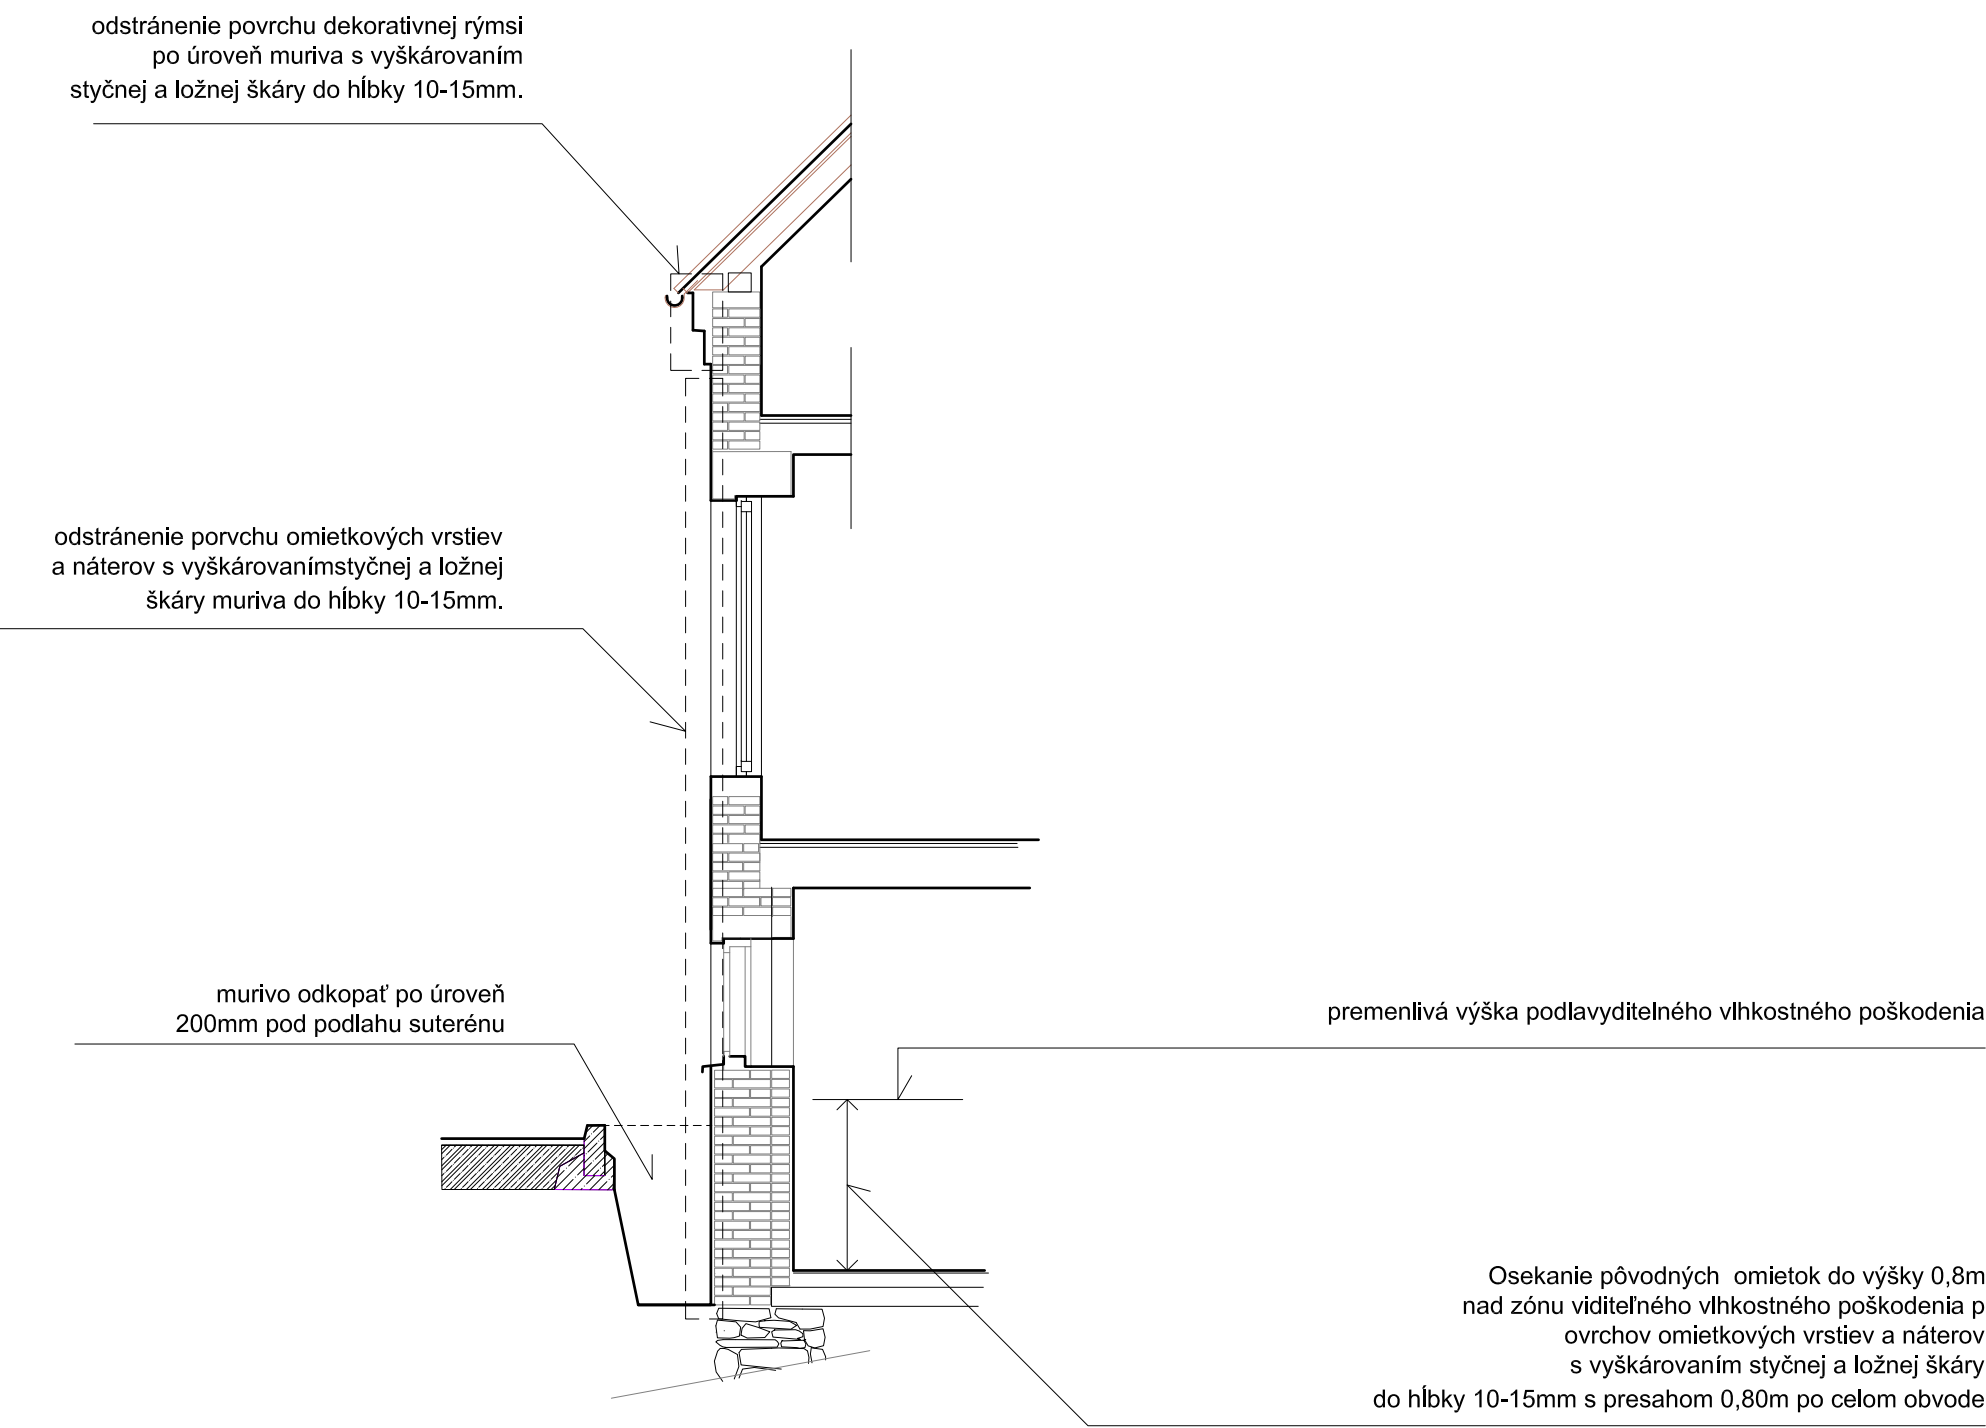 odstránenie povrchu dekorativnej rýmsi
po úroveň muriva s vyškárovaním
styčnej a ložnej škáry do hĺbky 10-15mm.
odstránenie porvchu omietkových vrstiev
a náterov s vyškárovanímstyčnej a ložnej
škáry muriva do hĺbky 10-15mm.
murivo odkopať po úroveň
200mm pod podlahu suterénu
premenlivá výška podlavyditelného vlhkostného poškodenia
Osekanie pôvodných omietok do výšky 0,8m
nad zónu viditeľného vlhkostného poškodenia p
ovrchov omietkových vrstiev a náterov
s vyškárovaním styčnej a ložnej škáry
do hĺbky 10-15mm s presahom 0,80m po celom obvode